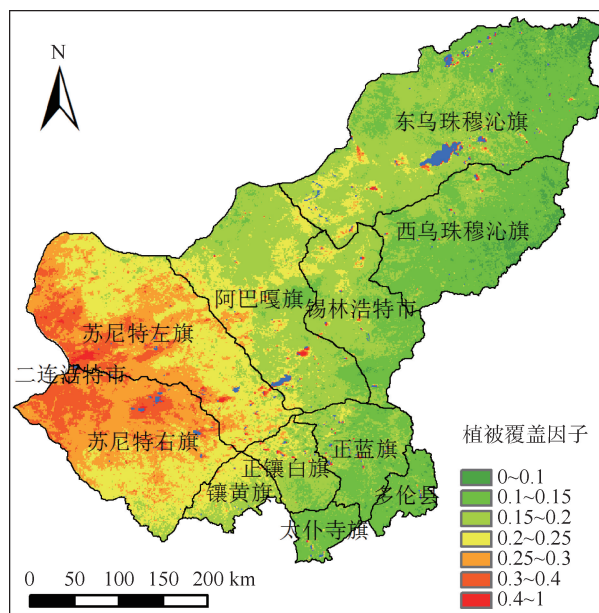 N
东乌珠穆沁旗
西乌珠穆沁旗
阿巴嘎旗
锡林浩特市
苏尼特左旗
二连浩特市
苏尼特右旗
正蓝旗
正镶白旗
镶黄旗
多伦县
太仆寺旗
植被覆盖因子
0~0.1
0.1~0.15
0.15~0.2
0.2~0.25
0.25~0.3
0.3~0.4
0.4~1
0 50 100 150 200 km